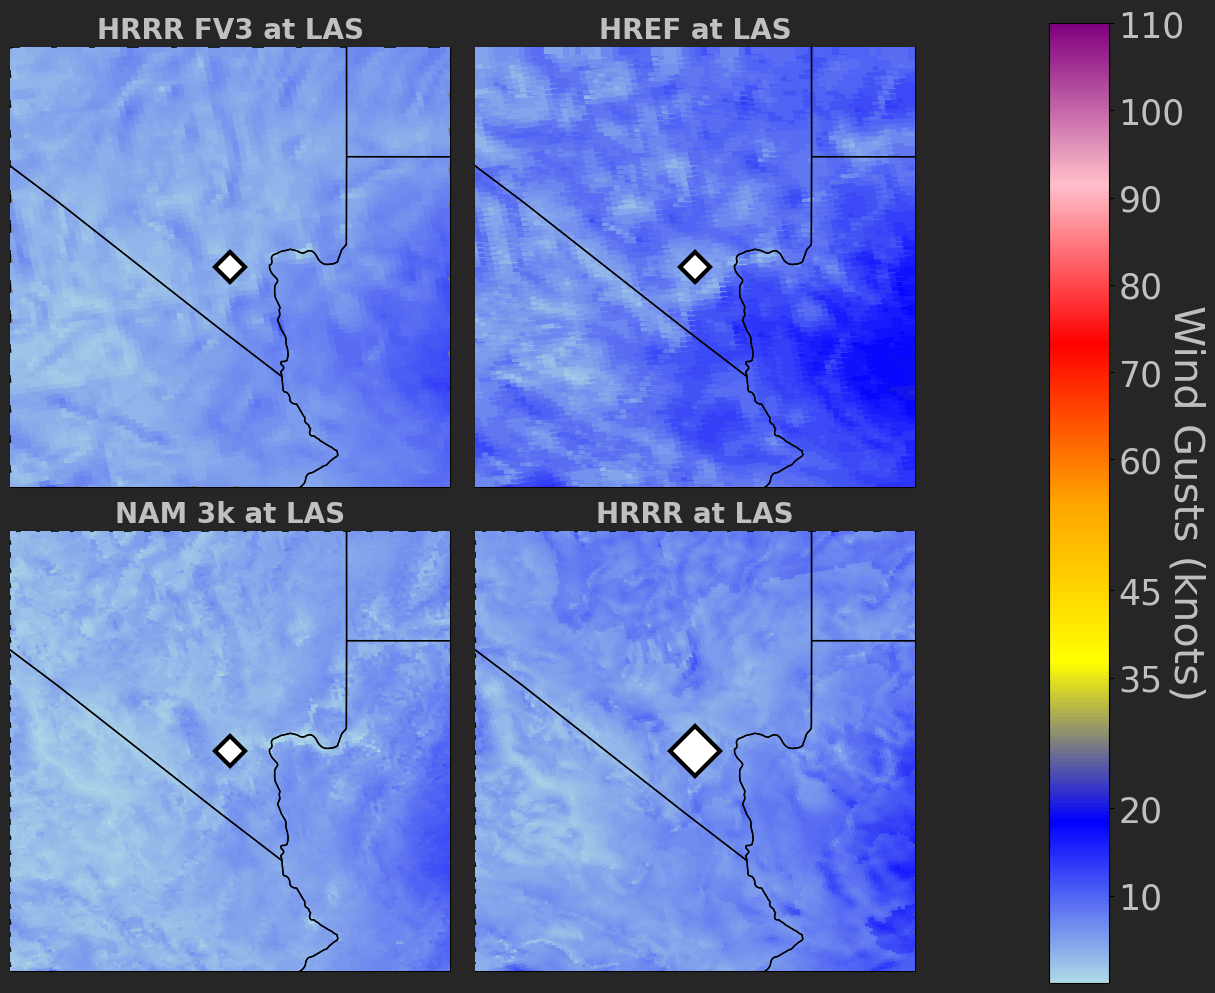 HRRR FV3 at LAS
HREF at LAS
NAM 3k at LAS
HRRR at LAS
110
100
90
80
70
60
45
35
20
10
Wind Gusts (knots)